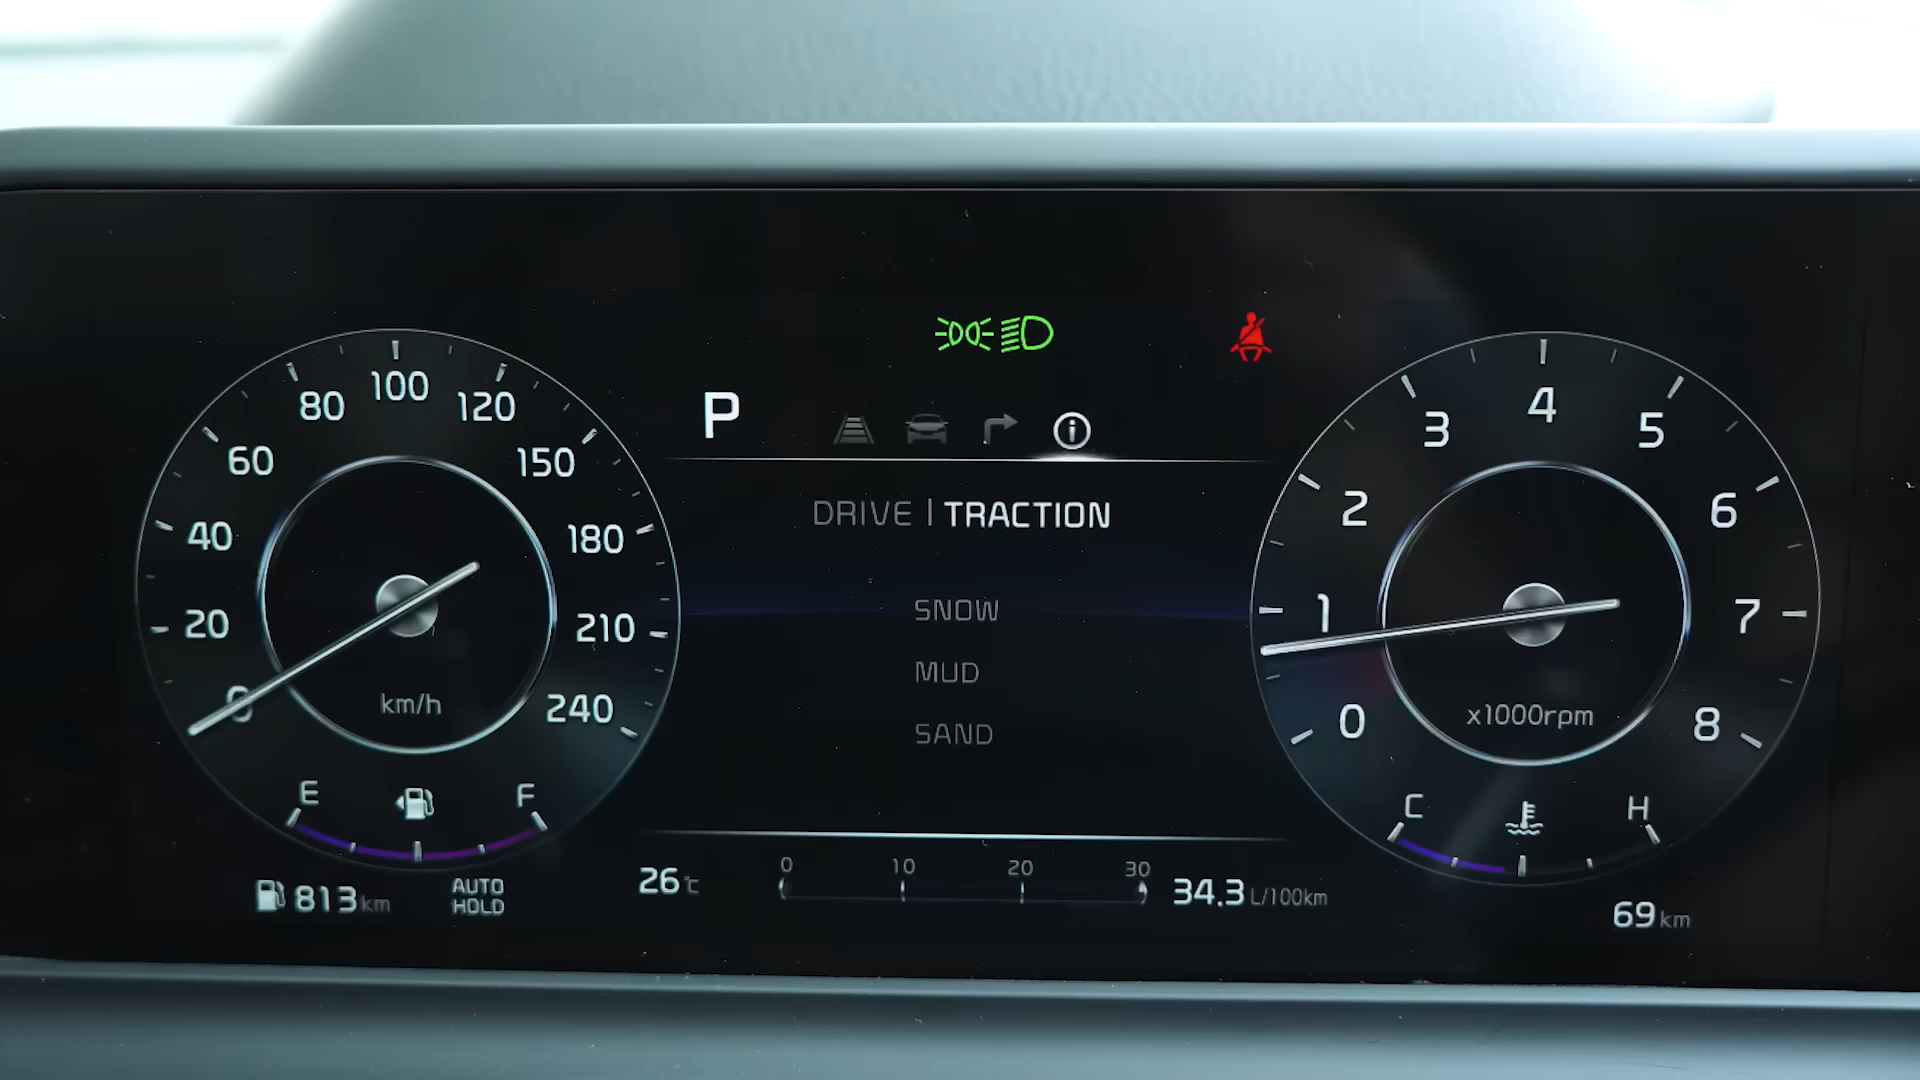 100
80
120
60
150
40
180
20
210
0
240
km/h
E
F
813 km
AUTO
HOLD
P
DRIVE | TRACTION
SNOW
MUD
SAND
26°C
0 10 20 30
34.3 L/100km
4
3
5
2
6
1
7
0
8
x1000rpm
C
H
69 km